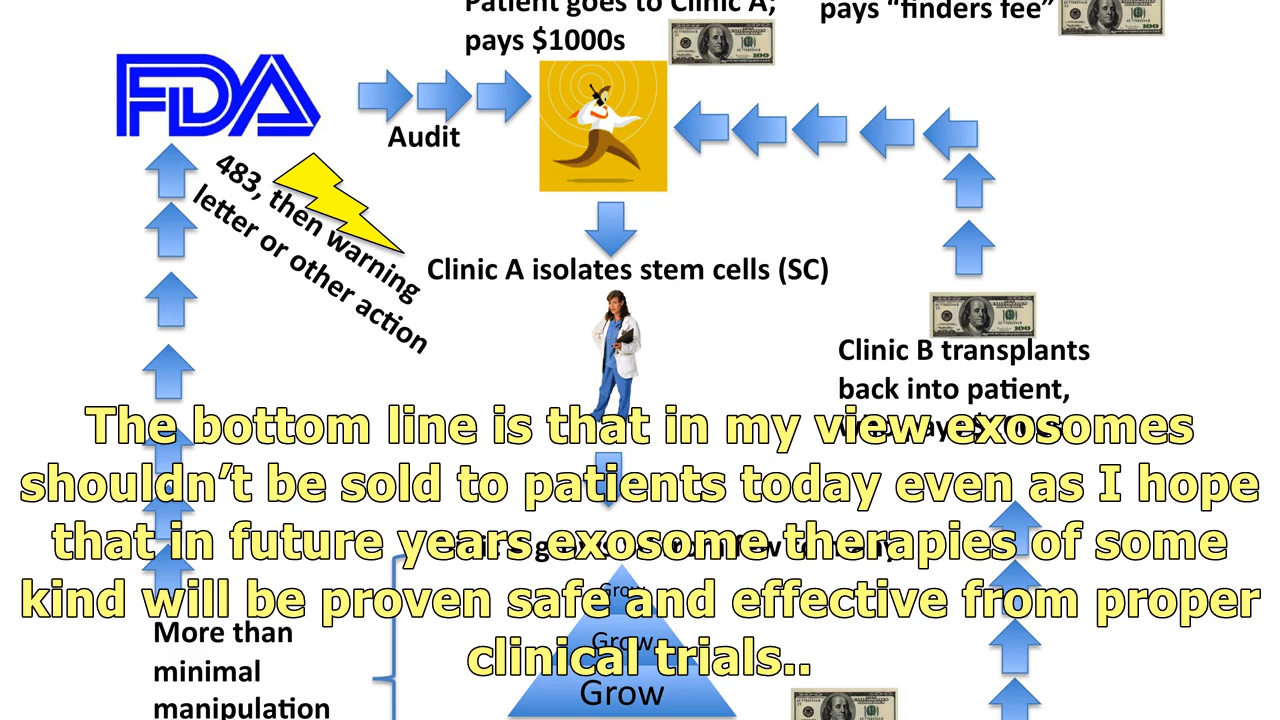 Patient goes to Clinic A;
pays $1000s
pays “finders fee”
FDA
Audit
483, then warning
letter or other action
Clinic A isolates stem cells (SC)
Clinic B transplants
back into patient,
The bottom line is that in my view exosomes
shouldn’t be sold to patients today even as I hope
that in future years exosome therapies of some
kind will be proven safe and effective from proper
clinical trials..
Grow
Grow
Grow
More than
minimal
manipulation